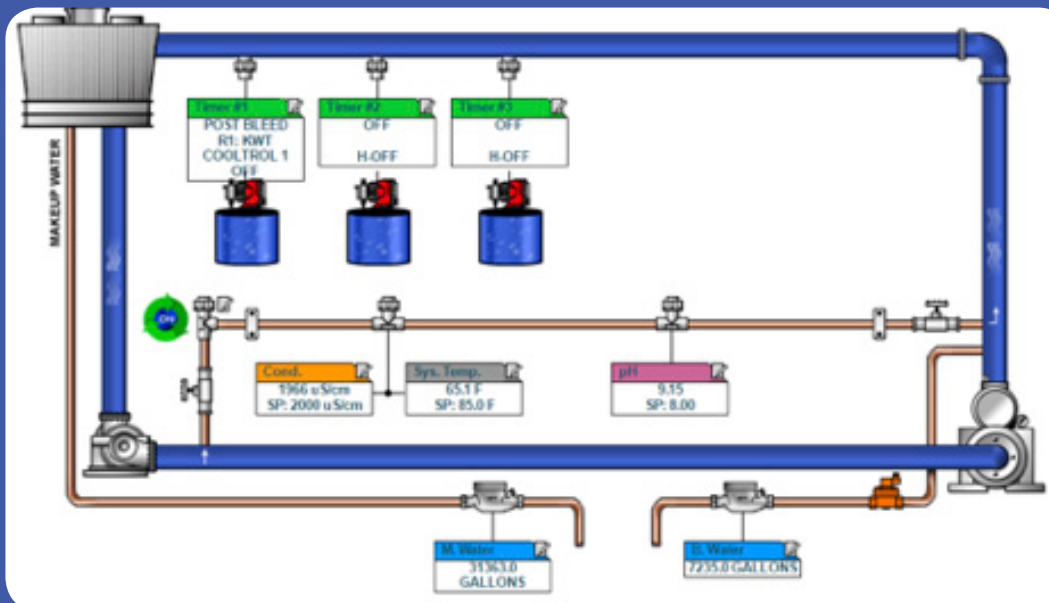 Timer #1
POST BLEED
R1: KWT
COOLTROL 1
OFF
Timer #2
OFF
H-OFF
Timer #3
OFF
H-OFF
MAKEUP WATER
ON
Cond.
1966 uS/cm
SP: 2000 uS/cm
Sys. Temp.
65.1 F
SP: 85.0 F
pH
9.15
SP: 8.00
M. Water
31363.0
GALLONS
B. Water
7235.0 GALLONS